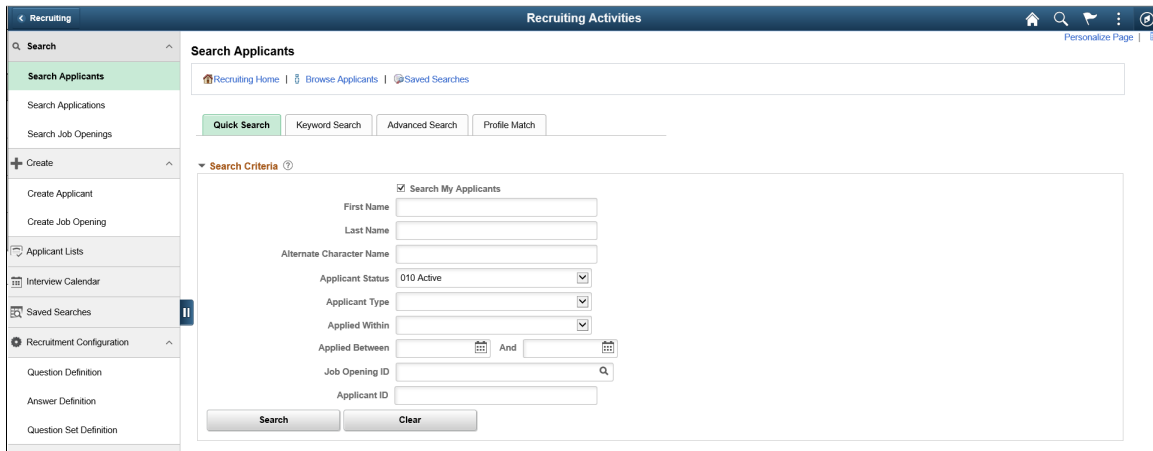 Recruiting
Recruiting Activities
Personalize Page |
Search
Search Applicants
Search Applications
Search Job Openings
Create
Create Applicant
Create Job Opening
Applicant Lists
Interview Calendar
Saved Searches
Recruitment Configuration
Question Definition
Answer Definition
Question Set Definition
Search Applicants
Recruiting Home | Browse Applicants | Saved Searches
Quick Search Keyword Search Advanced Search Profile Match
Search Criteria
Search My Applicants
First Name
Last Name
Alternate Character Name
Applicant Status 010 Active
Applicant Type
Applied Within
Applied Between And
Job Opening ID
Applicant ID
Search Clear